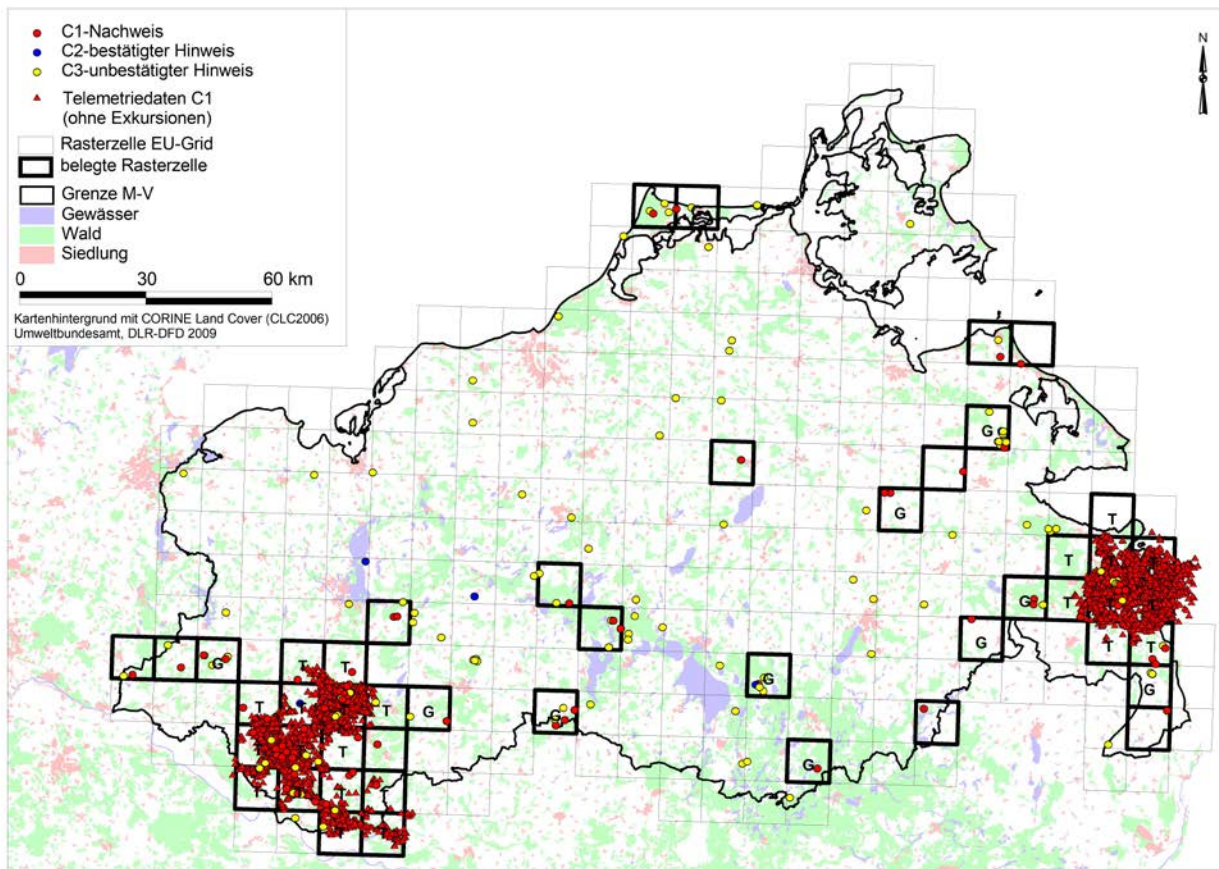 C1-Nachweis
C2-bestätigter Hinweis
C3-unbestätigter Hinweis
Telemetriedaten C1
(ohne Exkursionen)
Rasterzelle EU-Grid
belegte Rasterzelle
Grenze M-V
Gewässer
Wald
Siedlung
0 30 60 km
Kartenhintergrund mit CORINE Land Cover (CLC2006)
Umweltbundesamt, DLR-DFD 2009
N
G
G
T
T
G T
T
G
G T T
G
G T T
T T G
G
T
G
T T
T